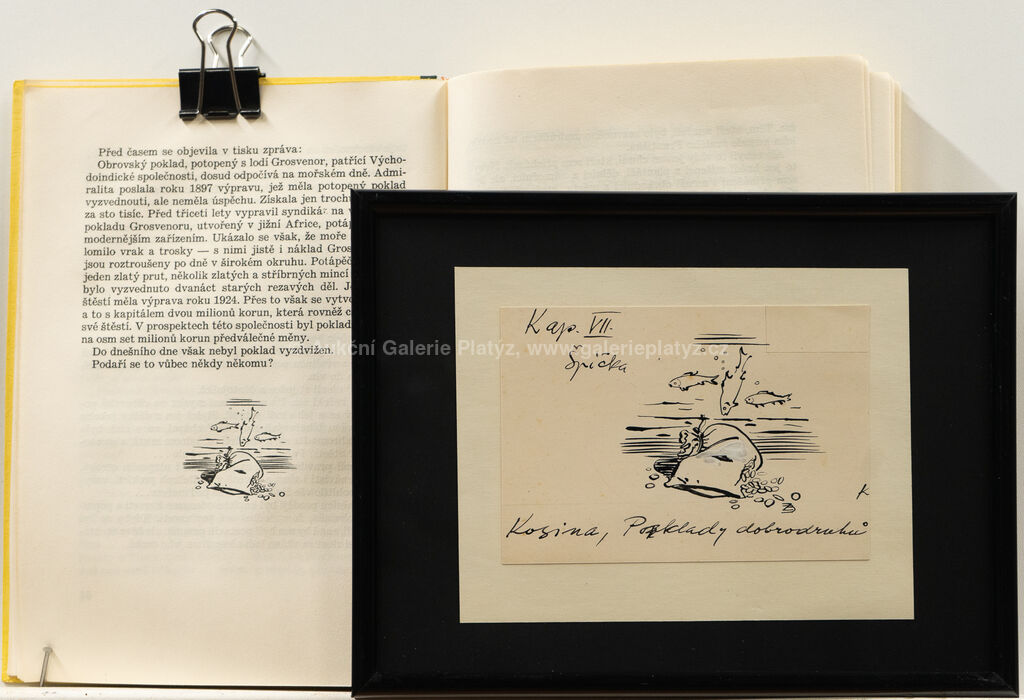 Před časem se objevila v tisku zpráva:
Obrovský poklad, potopený s lodí Grosvenor, patřící Výcho-
doindické společnosti, dosud odpočívá na mořském dně. Admi-
ralita poslala roku 1897 výpravu, jež měla potopený poklad
vyzvednouti, ale neměla úspěchu. Získala jen
za sto tisíc. Před třiceti lety vypravil syndikát na
pokladu Grosvenoru, utvořený v jižní Africe,
modernějším zařízením. Ukázalo se však, že moře
lomilo vrak a trosky — s nimi jistě i náklad
jsou roztroušeny po dně v širokém okruhu.
jeden zlatý prut, několik zlatých a stříbrných mincí
bylo vyzvednuto dvanáct starých rezavých děl.
štěstí měla výprava roku 1924. Přes to však se
a to s kapitálem dvou milionů korun, která rovněž
své štěstí. V prospektech této společnosti byl poklad
na osm set milionů korun předválečné měny.
Do dnešního dne však nebyl poklad vyzdvižen.
Podaří se to vůbec někdy někomu?
Kap. VII.
Špička
K
Kosina, Poklady dobrodruhů
Aukční Galerie Platýz, www.galerieplatyz.cz